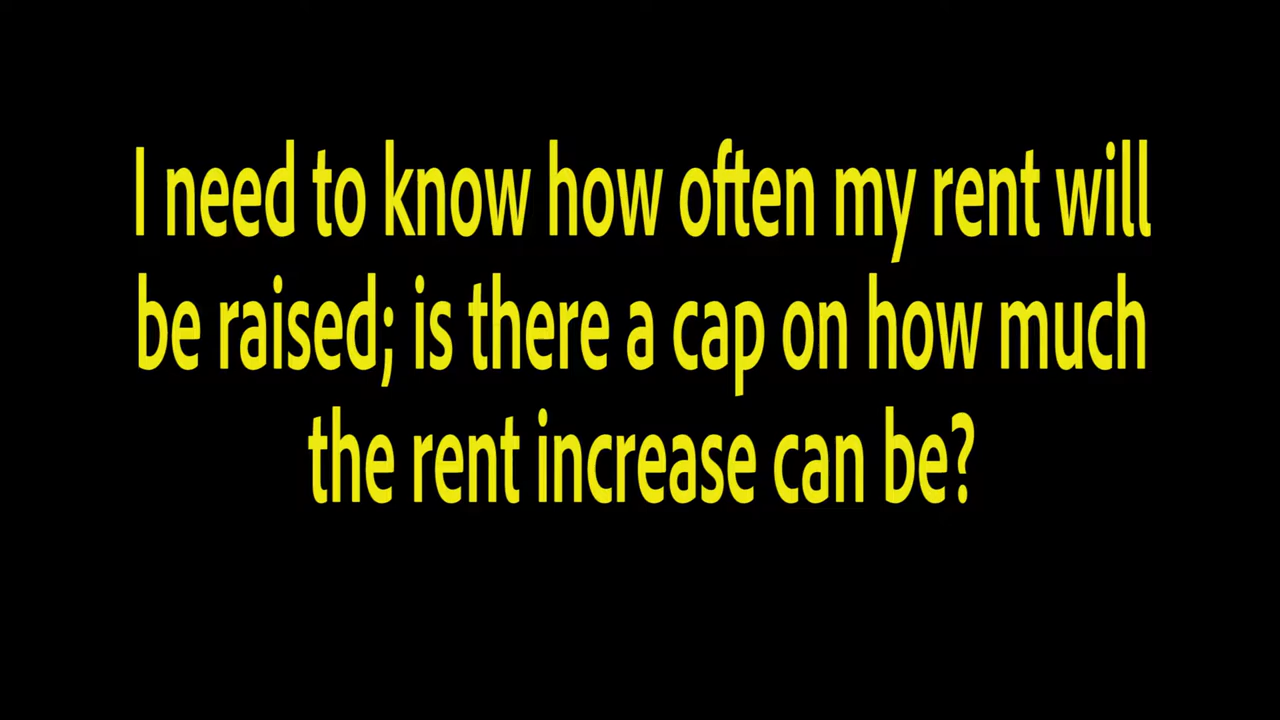 I need to know how often my rent will
be raised; is there a cap on how much
the rent increase can be?